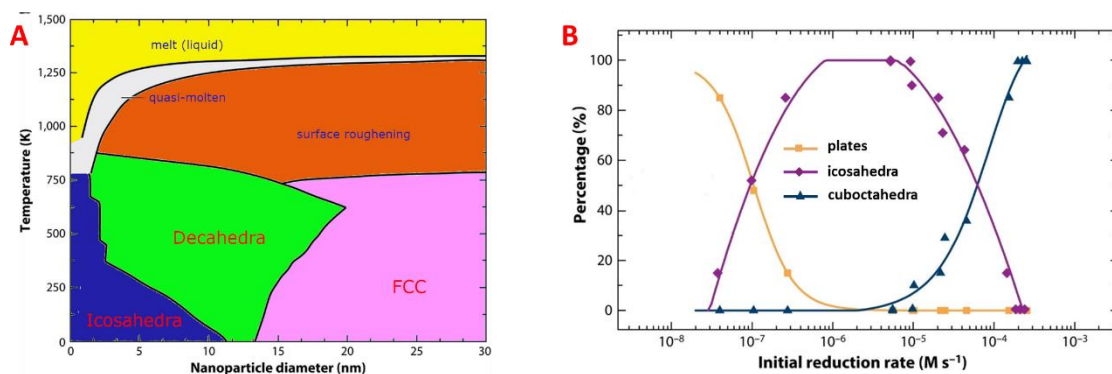 A
1,500
1,250
1,000
750
500
250
0
Temperature (K)
melt (liquid)
quasi-molten
surface roughening
Decahedra
FCC
Icosahedra
0
5
10
15
20
25
30
Nanoparticle diameter (nm)
B
100
80
60
40
20
0
Percentage (%)
plates
icosahedra
cuboctahedra
10⁻⁸
10⁻⁷
10⁻⁶
10⁻⁵
10⁻⁴
10⁻³
Initial reduction rate (M s⁻¹)